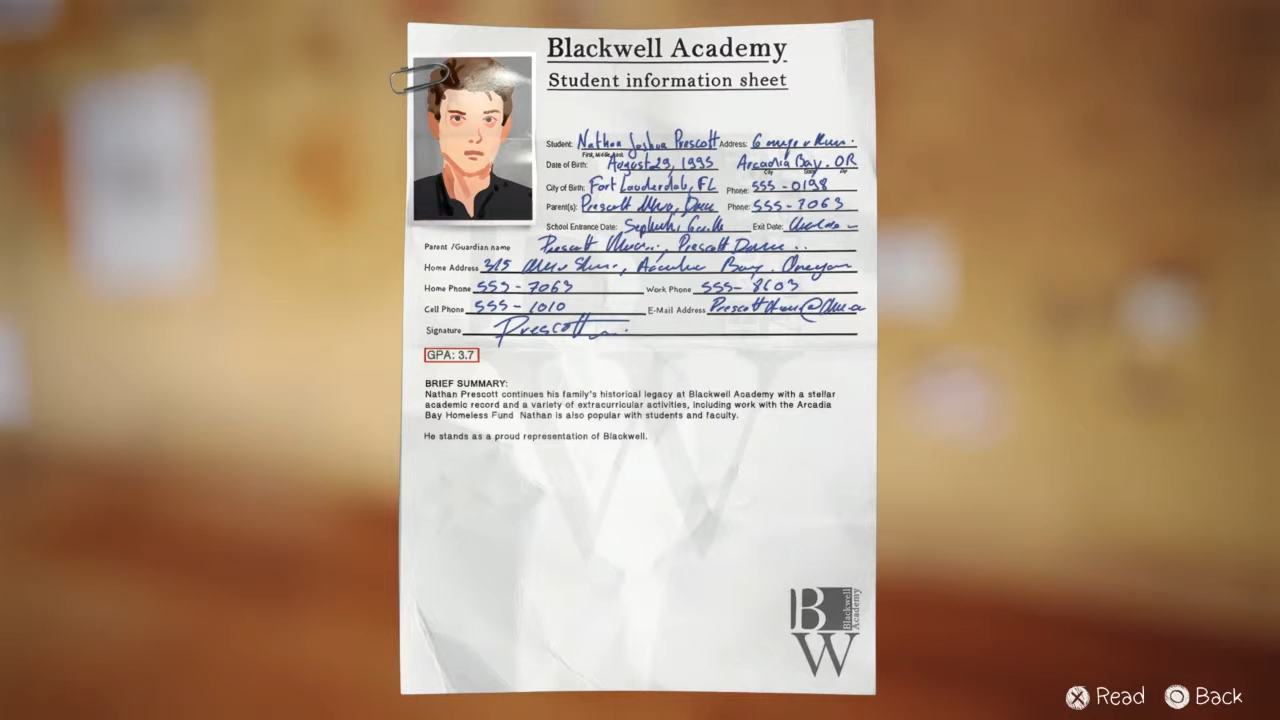 Blackwell Academy
Student information sheet
Student: Nathan Joshua Prescott Address:
First, Middle, Last
Date of Birth: August 29, 1995 Arcadia Bay. OR
City State Zip
City of Birth: Fort Lauderdale, FL Phone: 555-0198
Parent(s): Prescott Phone: 555-7063
School Entrance Date: Exit Date:
Parent /Guardian name Prescott Prescott
Home Address 315 Bay.
Home Phone 555-7063 Work Phone 555-8603
Cell Phone 555-1010 E-Mail Address
Signature Prescott
GPA: 3.7
BRIEF SUMMARY:
Nathan Prescott continues his family's historical legacy at Blackwell Academy with a stellar
academic record and a variety of extracurricular activities, including work with the Arcadia
Bay Homeless Fund Nathan is also popular with students and faculty.
He stands as a proud representation of Blackwell.
B Blackwell Academy
W
Read Back